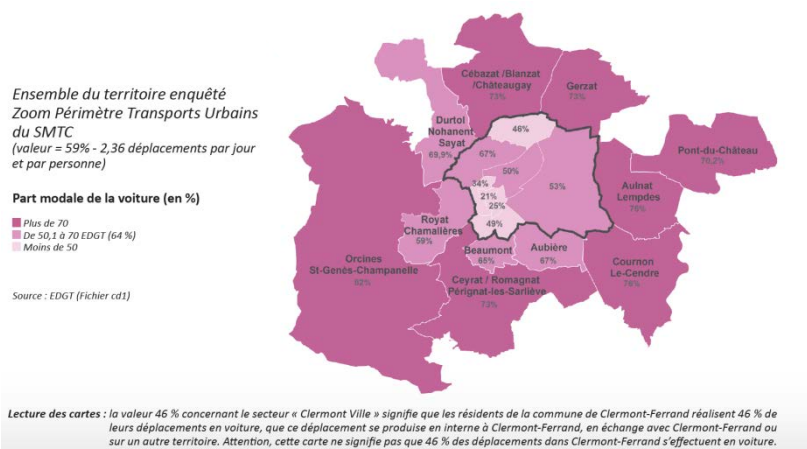 Ensemble du territoire enquêté
Zoom Périmètre Transports Urbains
du SMTC
(valeur = 59% - 2,36 déplacements par jour
et par personne)
Part modale de la voiture (en %)
Plus de 70
De 50,1 à 70 EDGT (64 %)
Moins de 50
Source : EDGT (Fichier cd1)
Cébazat /Blanzat
/Châteaugay
73%
Gerzat
73%
Durtol
Nohanent
Sayat
69,9%
46%
67%
50%
53%
34%
21%
25%
49%
Pont-du-Château
70,2%
Aulnat
Lempdes
76%
Royat
Chamalières
59%
Orcines
St-Genès-Champanelle
82%
Beaumont
65%
Aubière
67%
Ceyrat / Romagnat
Pérignat-les-Sarliève
73%
Cournon
Le-Cendre
76%
Lecture des cartes : la valeur 46 % concernant le secteur « Clermont Ville » signifie que les résidents de la commune de Clermont-Ferrand réalisent 46 % de
leurs déplacements en voiture, que ce déplacement se produise en interne à Clermont-Ferrand, en échange avec Clermont-Ferrand ou
sur un autre territoire. Attention, cette carte ne signifie pas que 46 % des déplacements dans Clermont-Ferrand s'effectuent en voiture.